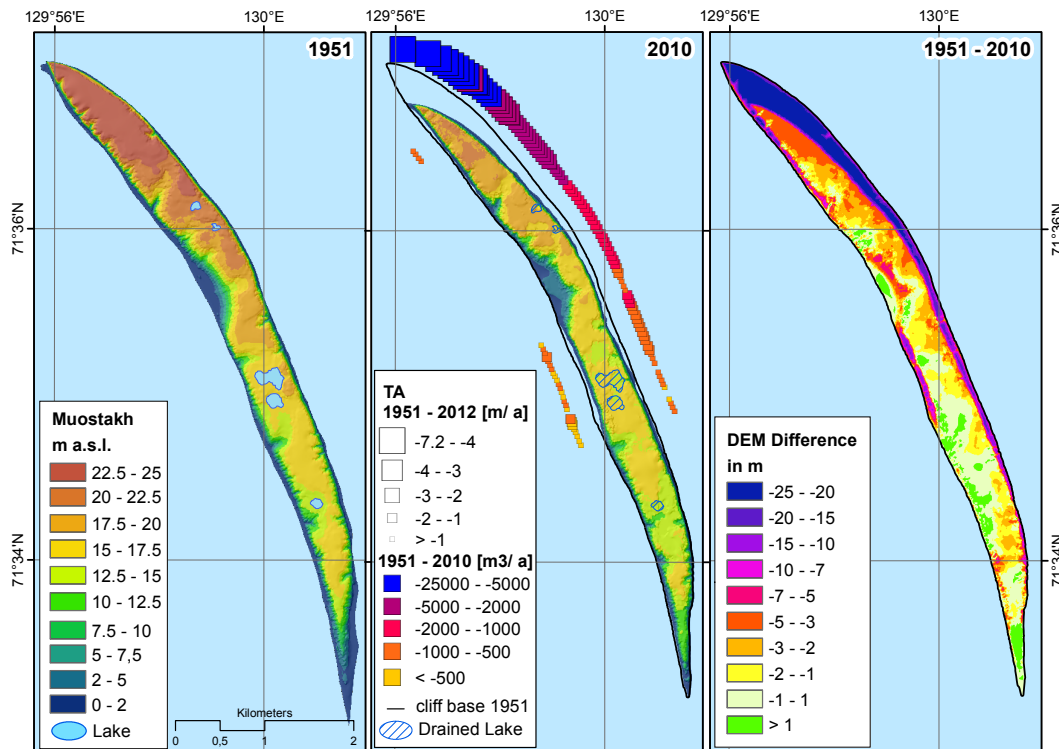 129°56'E
130°E
129°56'E
130°E
129°56'E
130°E
1951
2010
1951 - 2010
71°36'N
71°36'N
71°34'N
71°34'N
Muostakh
m a.s.l.
22.5 - 25
20 - 22.5
17.5 - 20
15 - 17.5
12.5 - 15
10 - 12.5
7.5 - 10
5 - 7,5
2 - 5
0 - 2
Lake
Kilometers
0 0,5 1 2
TA
1951 - 2012 [m/ a]
-7.2 - -4
-4 - -3
-3 - -2
-2 - -1
> -1
1951 - 2010 [m3/ a]
-25000 - -5000
-5000 - -2000
-2000 - -1000
-1000 - -500
< -500
cliff base 1951
Drained Lake
DEM Difference
in m
-25 - -20
-20 - -15
-15 - -10
-10 - -7
-7 - -5
-5 - -3
-3 - -2
-2 - -1
-1 - 1
> 1